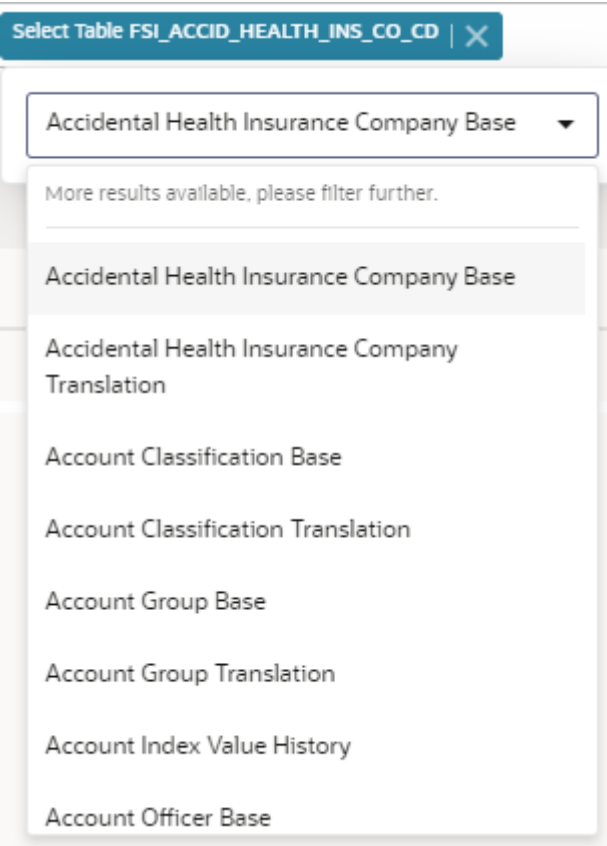 Select Table FSI_ACCID_HEALTH_INS_CO_CD |
Accidental Health Insurance Company Base
More results available, please filter further.
Accidental Health Insurance Company Base
Accidental Health Insurance Company
Translation
Account Classification Base
Account Classification Translation
Account Group Base
Account Group Translation
Account Index Value History
Account Officer Base